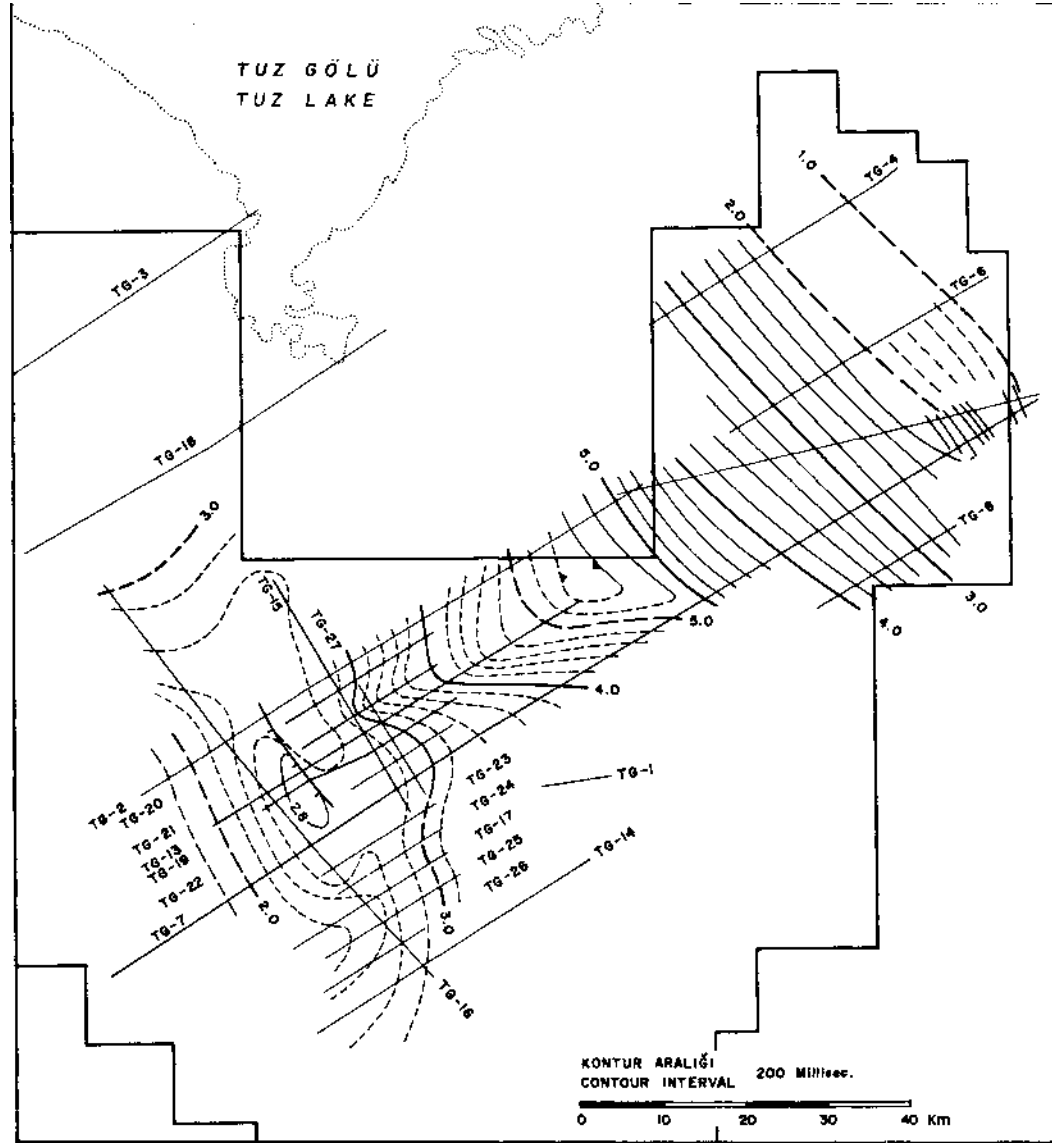 TUZ GÖLÜ
TUZ LAKE
1.0
TG-4
2.0
TG-3
TG-6
TG-18
5.0
3.0
TG-8
3.0
4.0
TG-15
TG-27
5.0
4.0
2.8
TG-2
TG-20
TG-21
TG-13
TG-19
TG-22
TG-7
2.0
TG-23
TG-24
TG-17
TG-25
TG-26
TG-1
TG-14
3.0
TG-16
KONTUR ARALIĞI
CONTOUR INTERVAL 200 Millisec.
0 10 20 30 40 Km